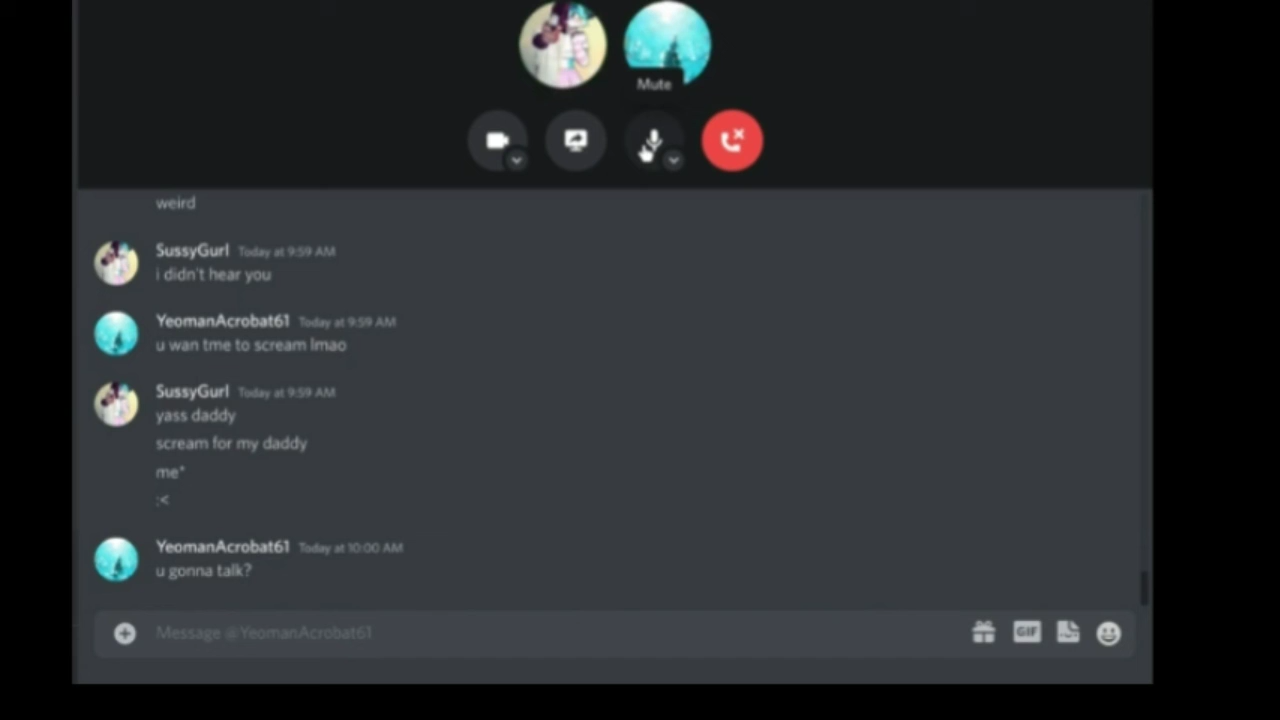 Mute
weird
SussyGurl Today at 9:59 AM
i didn't hear you
YeomanAcrobat61 Today at 9:59 AM
u wan tme to scream lmao
SussyGurl Today at 9:59 AM
yass daddy
scream for my daddy
me*
:<
YeomanAcrobat61 Today at 10:00 AM
u gonna talk?
Message @YeomanAcrobat61
GIF